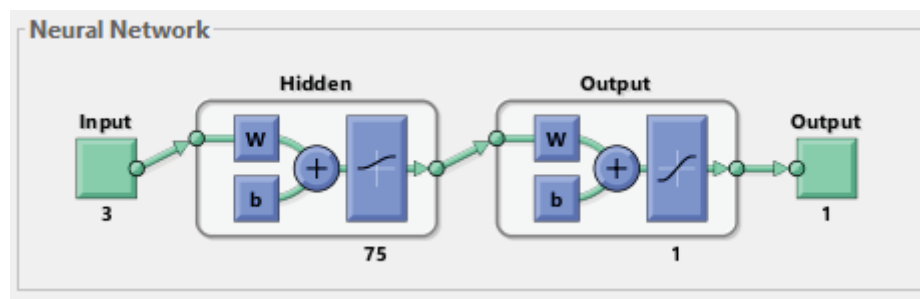 Neural Network
Hidden
Output
Input
Output
W
W
+
+
b
b
3
1
75
1